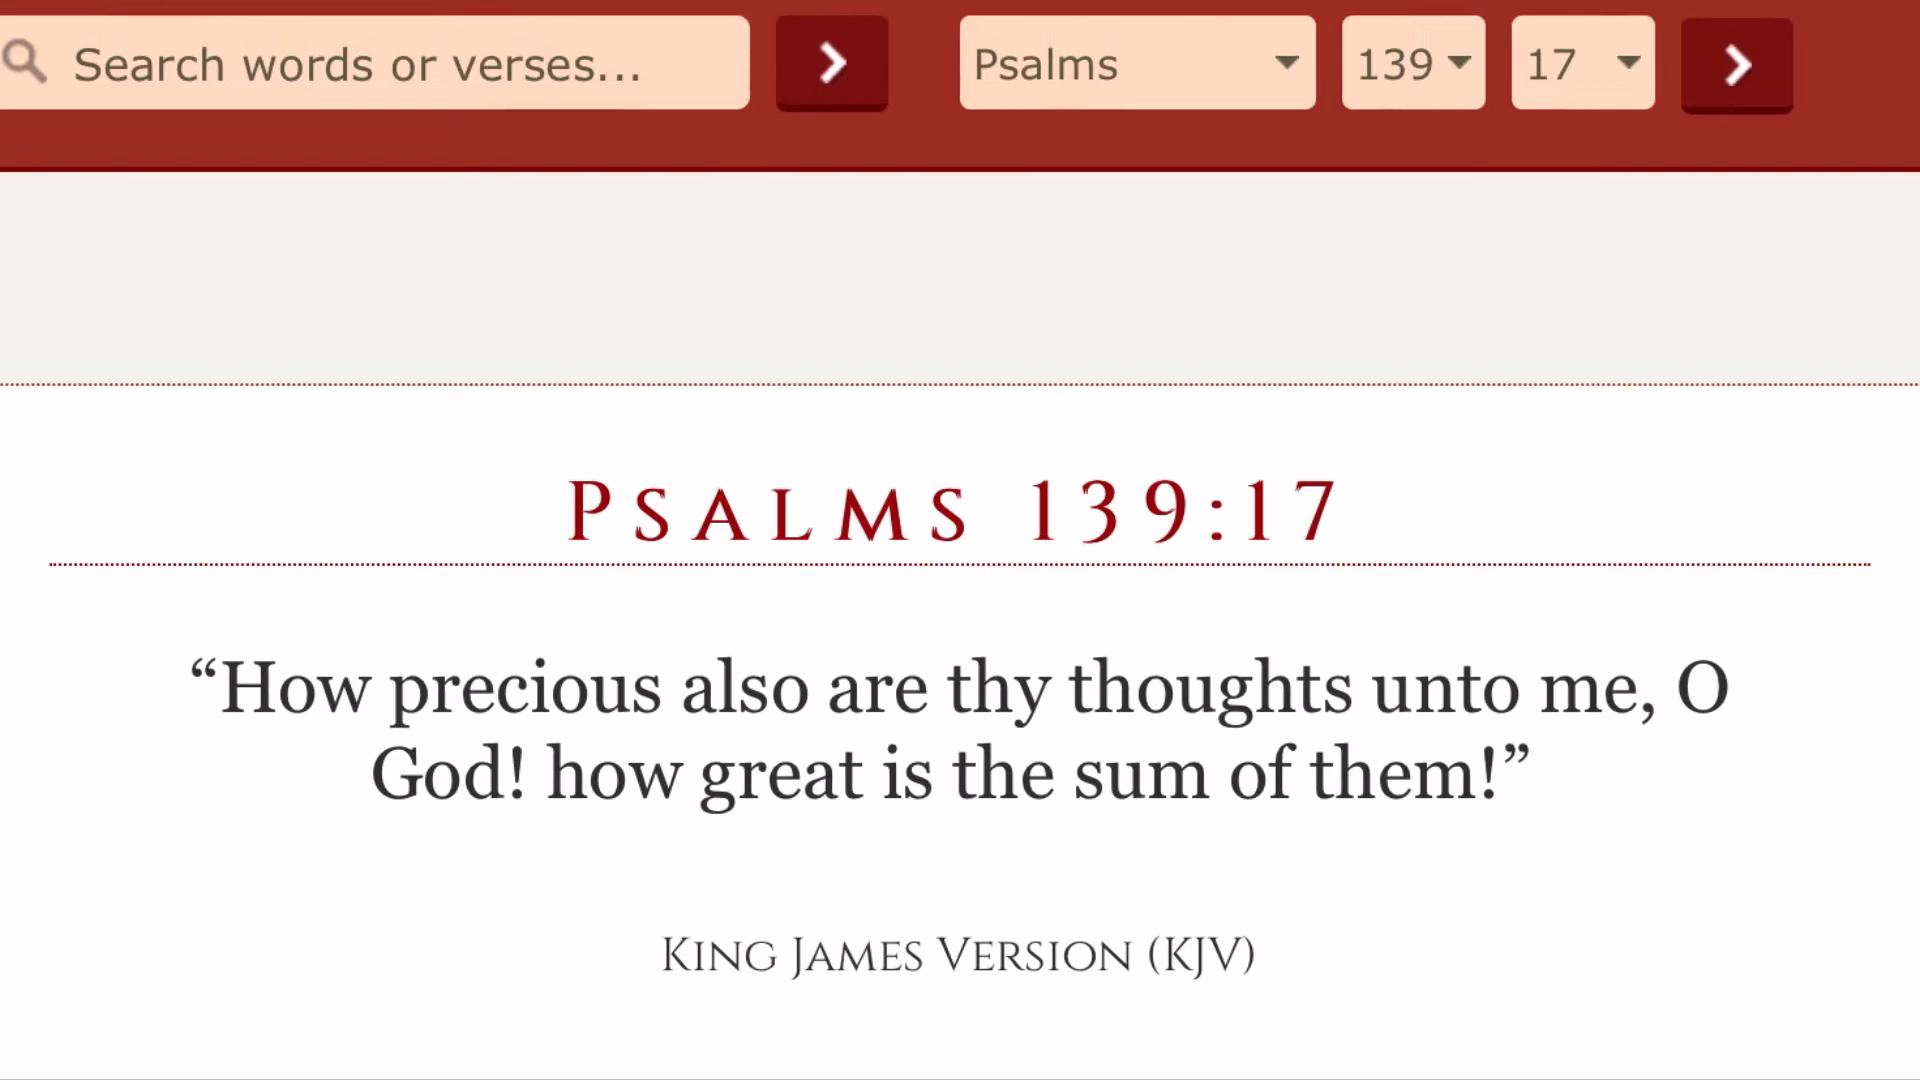 Search words or verses...
Psalms
139
17
Psalms 139:17
“How precious also are thy thoughts unto me, O
God! how great is the sum of them!”
King James Version (KJV)